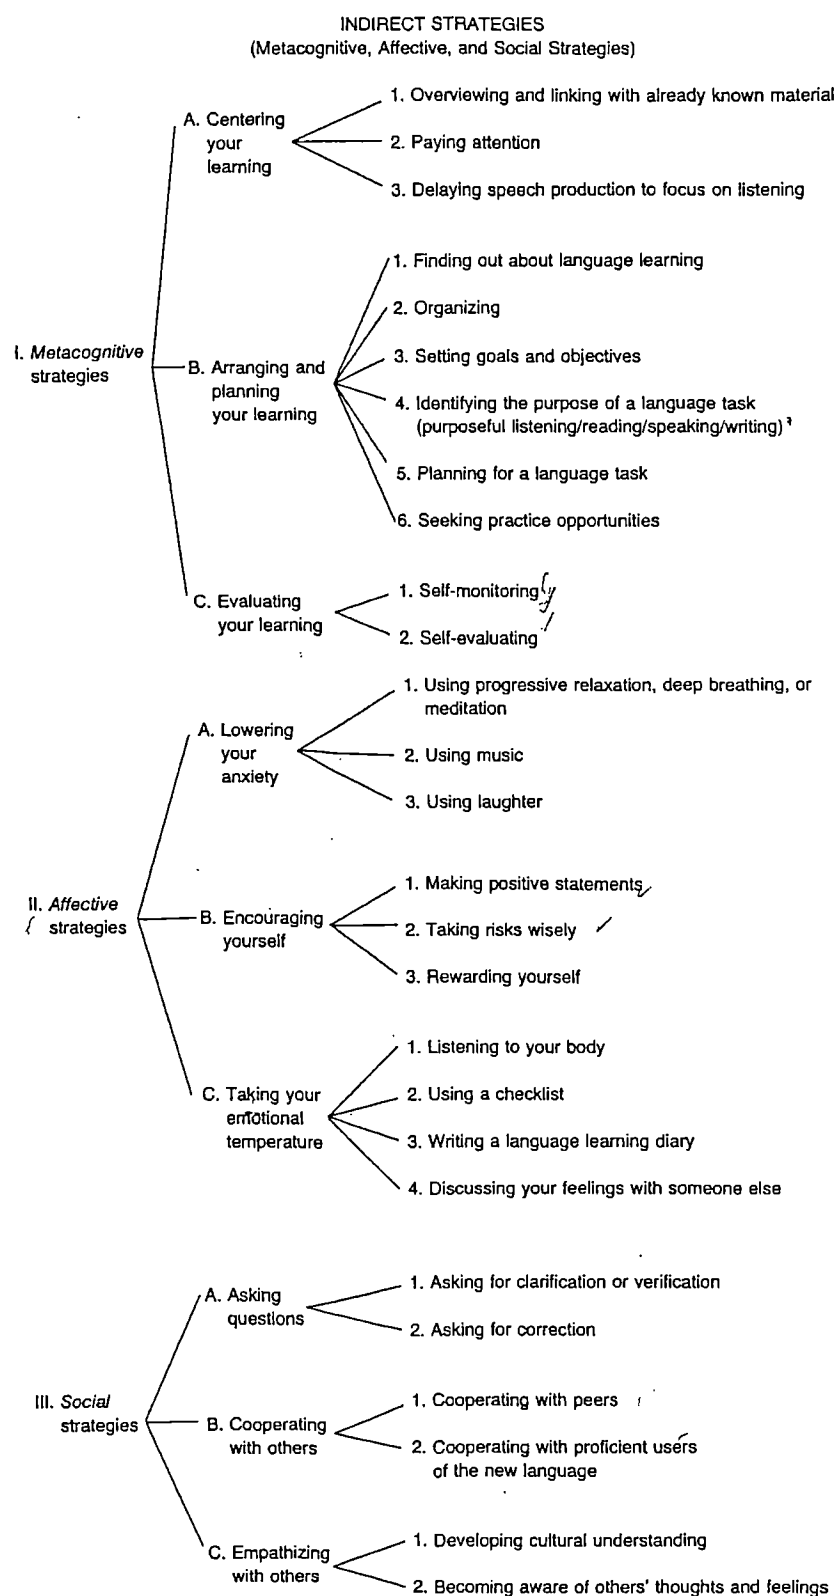 INDIRECT STRATEGIES
(Metacognitive, Affective, and Social Strategies)
1. Overviewing and linking with already known material
A. Centering
your
learning
2. Paying attention
3. Delaying speech production to focus on listening
I. Metacognitive
strategies
1. Finding out about language learning
2. Organizing
3. Setting goals and objectives
B. Arranging and
planning
your learning
4. Identifying the purpose of a language task
(purposeful listening/reading/speaking/writing)
5. Planning for a language task
6. Seeking practice opportunities
C. Evaluating
your learning
1. Self-monitoring
2. Self-evaluating
II. Affective
strategies
A. Lowering
your
anxiety
1. Using progressive relaxation, deep breathing, or
meditation
2. Using music
3. Using laughter
B. Encouraging
yourself
1. Making positive statements
2. Taking risks wisely
3. Rewarding yourself
C. Taking your
emotional
temperature
1. Listening to your body
2. Using a checklist
3. Writing a language learning diary
4. Discussing your feelings with someone else
III. Social
strategies
A. Asking
questions
1. Asking for clarification or verification
2. Asking for correction
B. Cooperating
with others
1. Cooperating with peers
2. Cooperating with proficient users
of the new language
C. Empathizing
with others
1. Developing cultural understanding
2. Becoming aware of others' thoughts and feelings